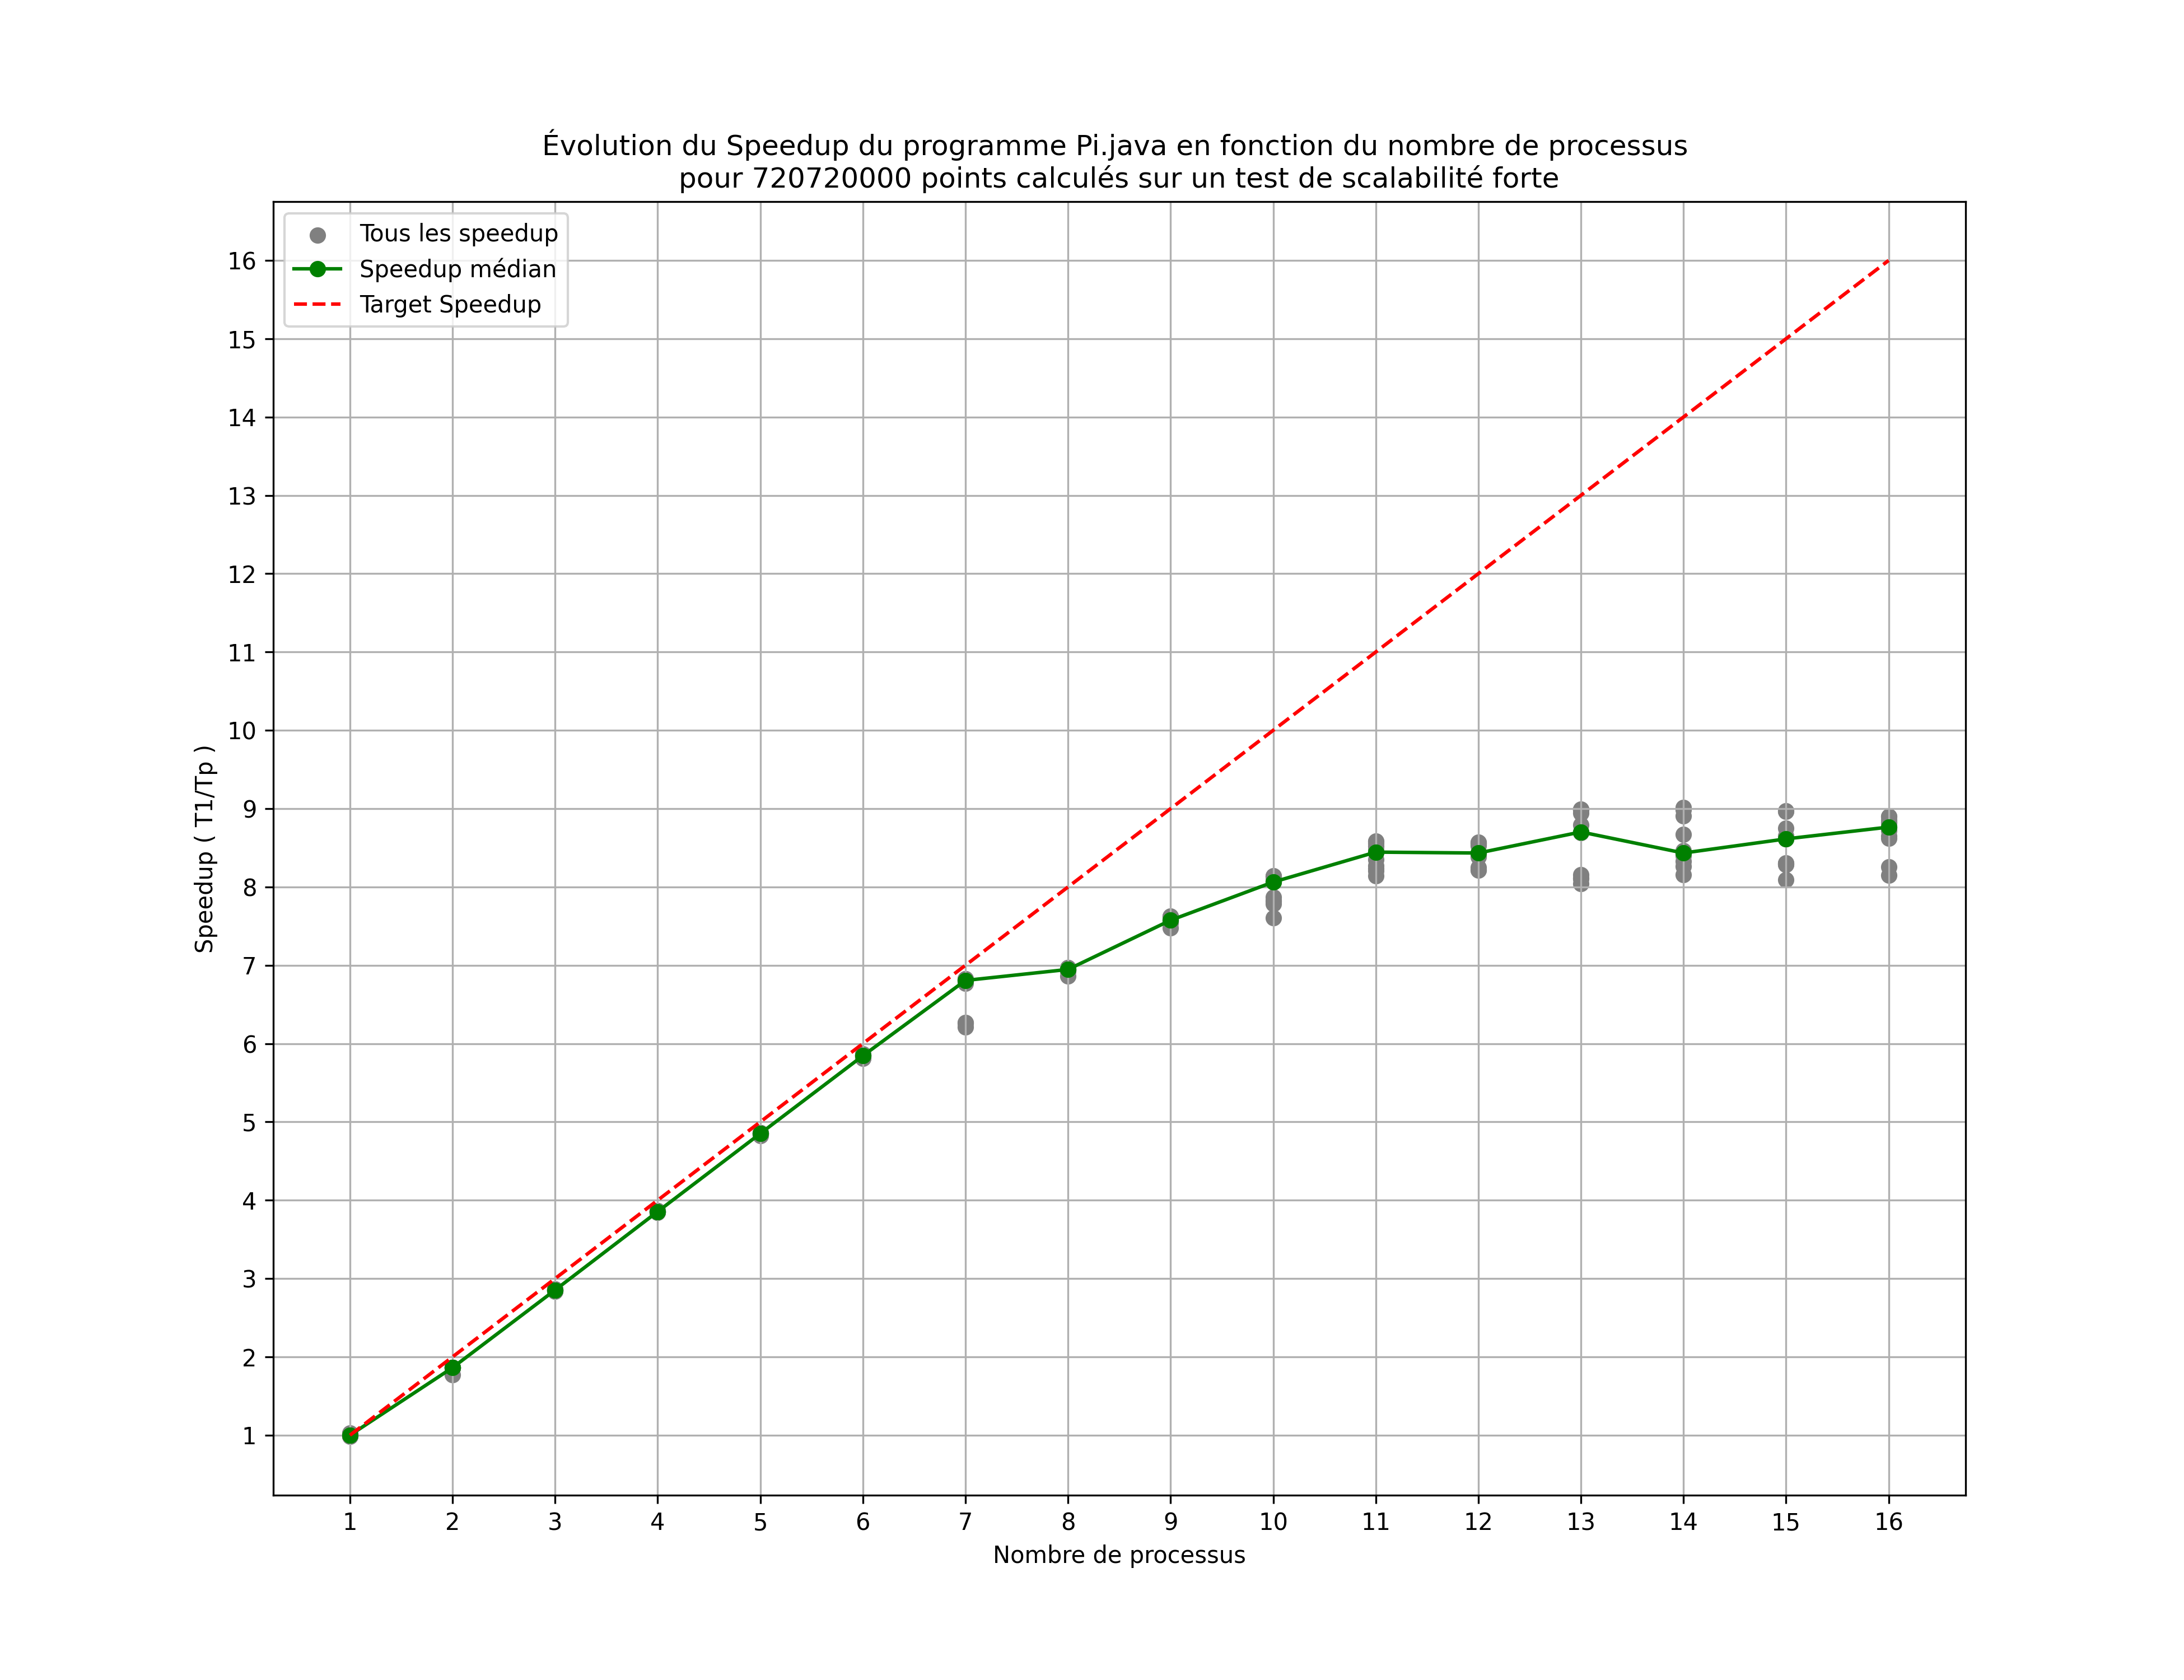 Évolution du Speedup du programme Pi.java en fonction du nombre de processus
pour 720720000 points calculés sur un test de scalabilité forte
Tous les speedup
Speedup médian
Target Speedup
16
15
14
13
12
11
10
9
8
7
6
5
4
3
2
1
Speedup ( T1/Tp )
1 2 3 4 5 6 7 8 9 10 11 12 13 14 15 16
Nombre de processus